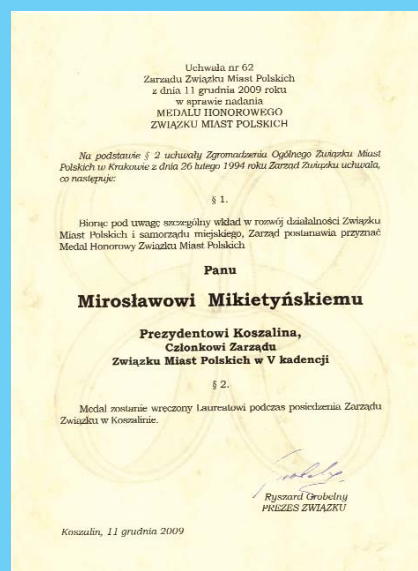 Uchwała nr 62
Zarządu Związku Miast Polskich
z dnia 11 grudnia 2009 roku
w sprawie nadania
MEDALU HONOROWEGO
ZWIĄZKU MIAST POLSKICH
Na podstawie § 2 uchwały Zgromadzenia Ogólnego Związku Miast
Polskich w Krakowie z dnia 26 lutego 1994 roku Zarząd Związku uchwala,
co następuje:
§ 1.
Biorąc pod uwagę szczególny wkład w rozwój działalności Związku
Miast Polskich i samorządu miejskiego, Zarząd postanawia przyznać
Medal Honorowy Związku Miast Polskich
Panu
Mirosławowi Mikietyńskiemu
Prezydentowi Koszalina,
Członkowi Zarządu
Związku Miast Polskich w V kadencji
§ 2.
Medal zostanie wręczony Laureatowi podczas posiedzenia Zarządu
Związku w Koszalinie.
Ryszard Grobelny
PREZES ZWIĄZKU
Koszalin, 11 grudnia 2009